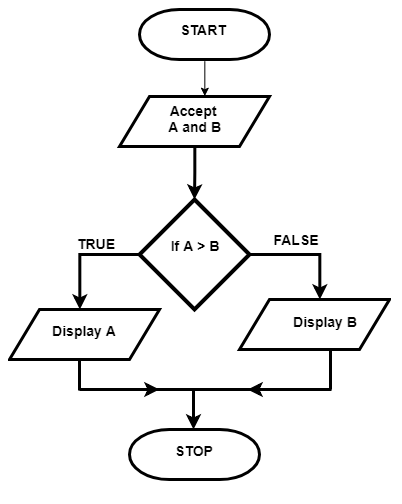 START
Accept
A and B
If A > B
TRUE
FALSE
Display A
Display B
STOP